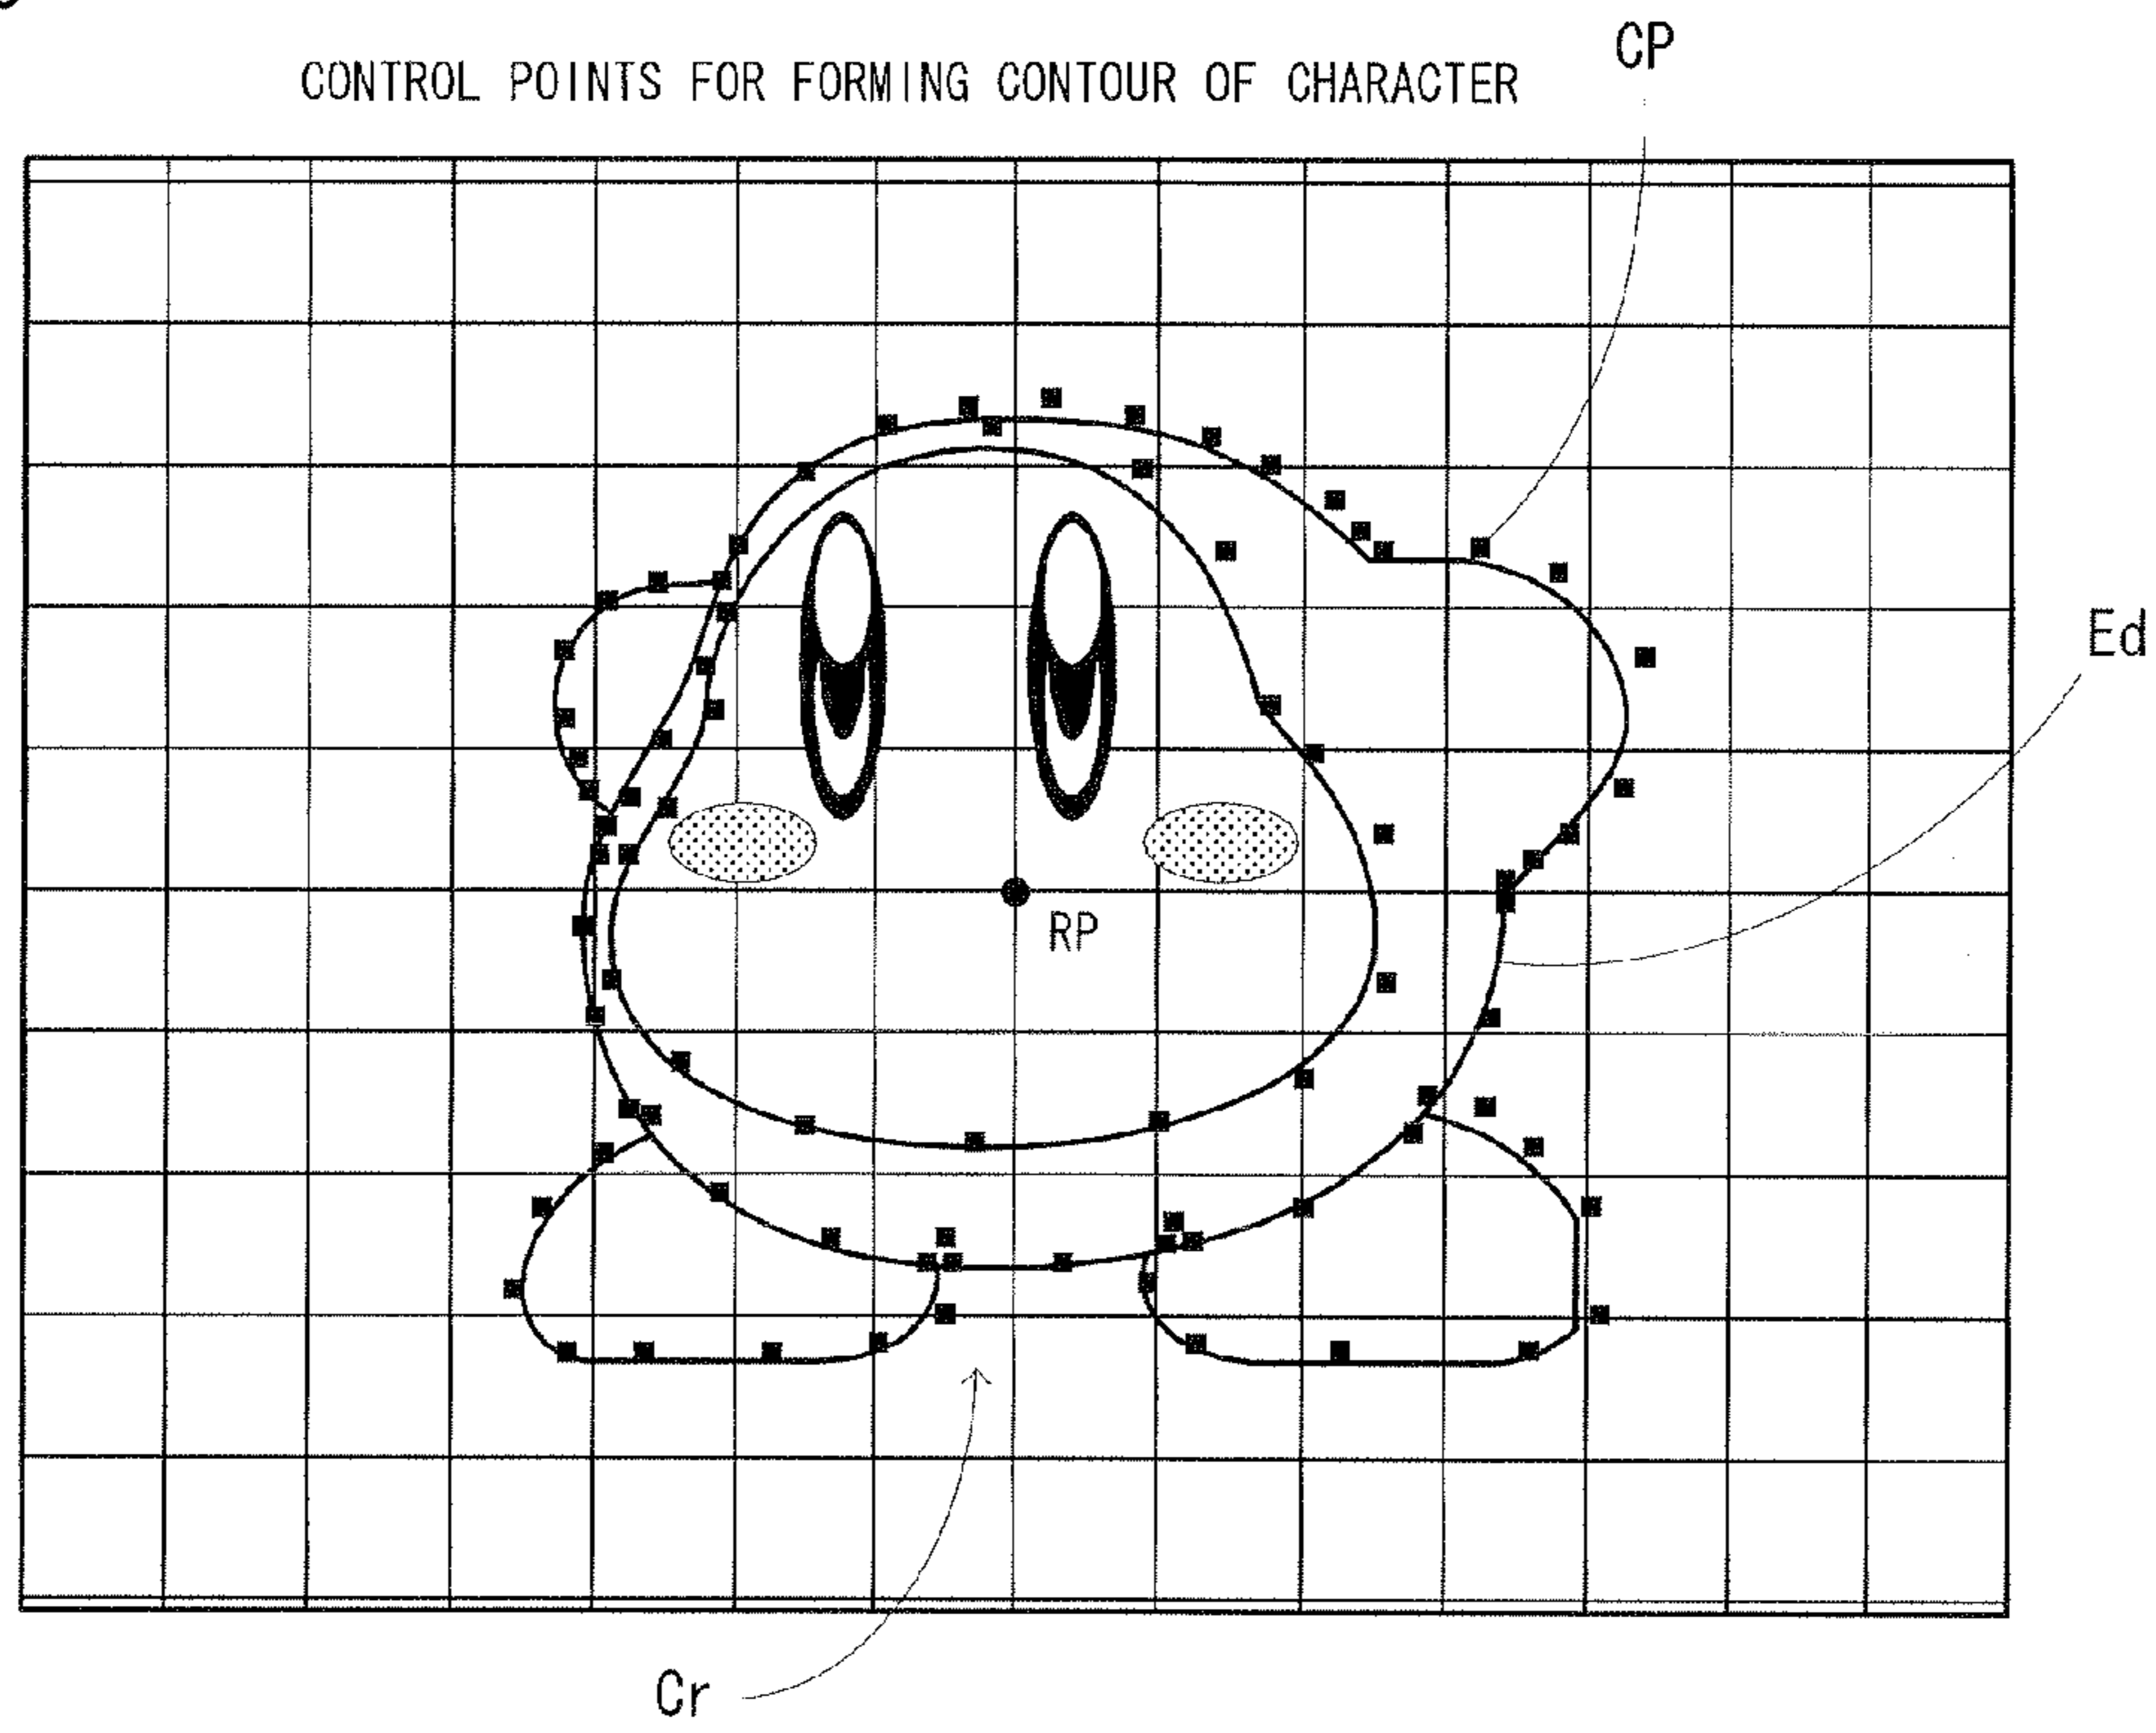 CONTROL POINTS FOR FORMING CONTOUR OF CHARACTER
CP
Ed
RP
Cr